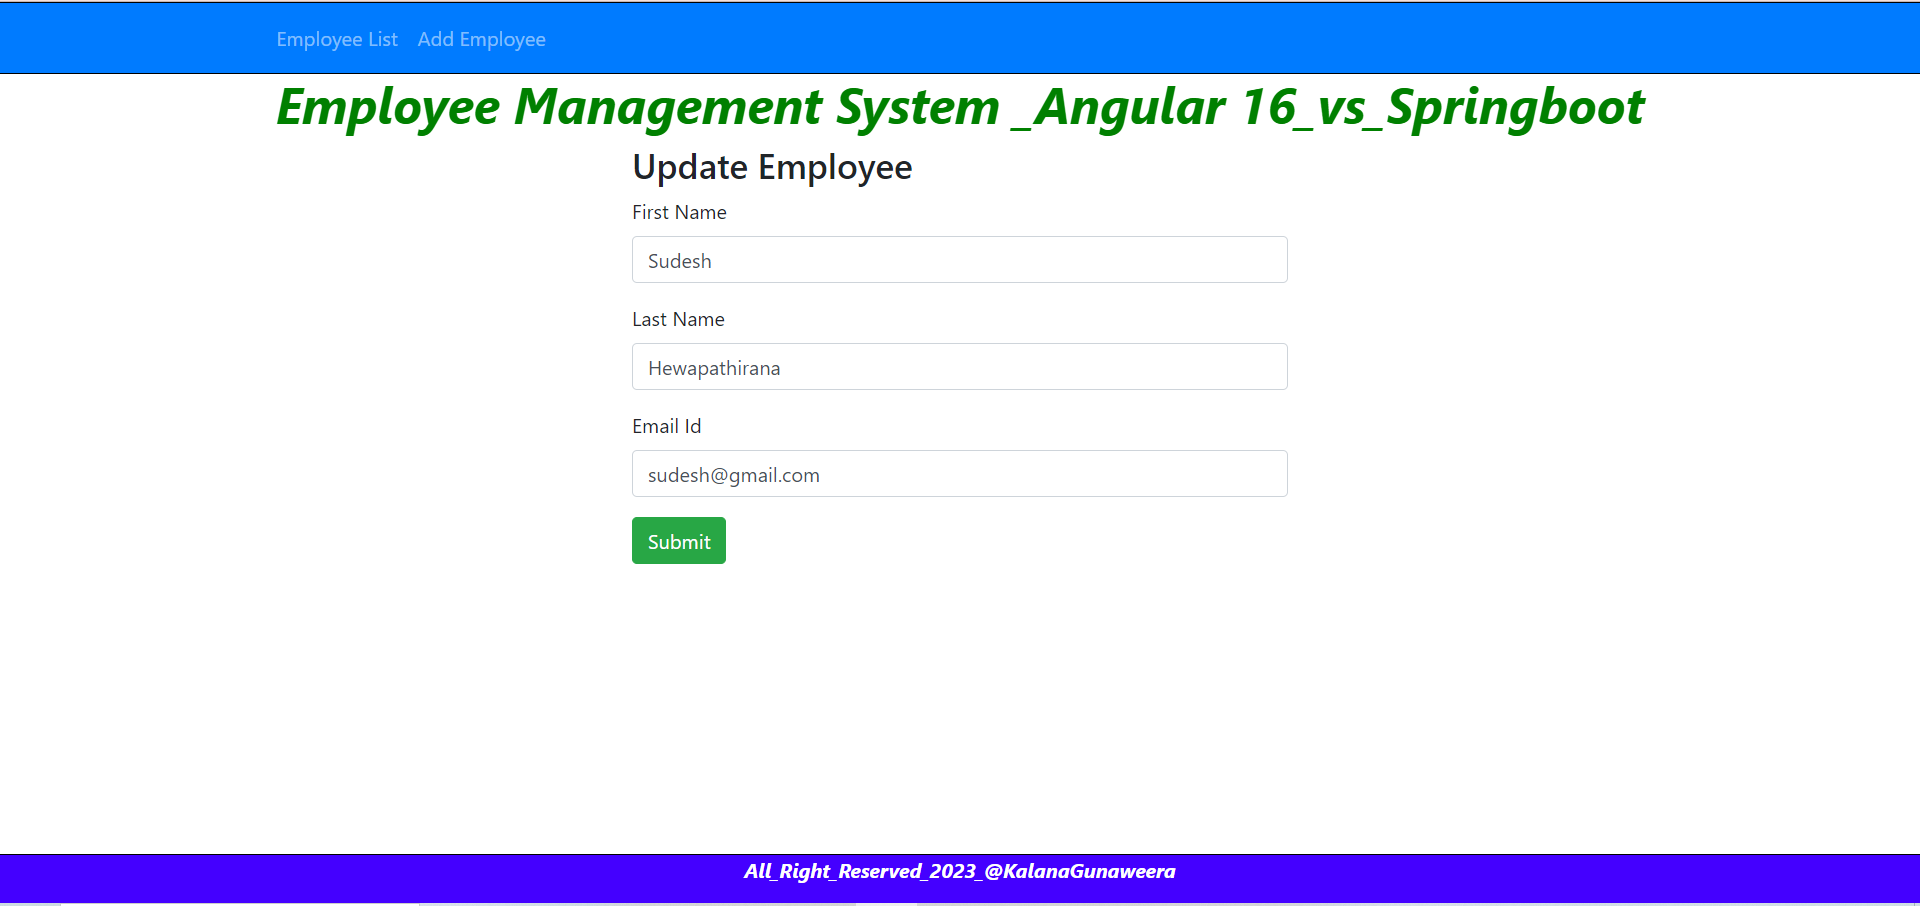 Employee List Add Employee
Employee Management System _Angular 16_vs_Springboot
Update Employee
First Name
Sudesh
Last Name
Hewapathirana
Email Id
sudesh@gmail.com
Submit
All_Right_Reserved_2023_@KalanaGunaweera